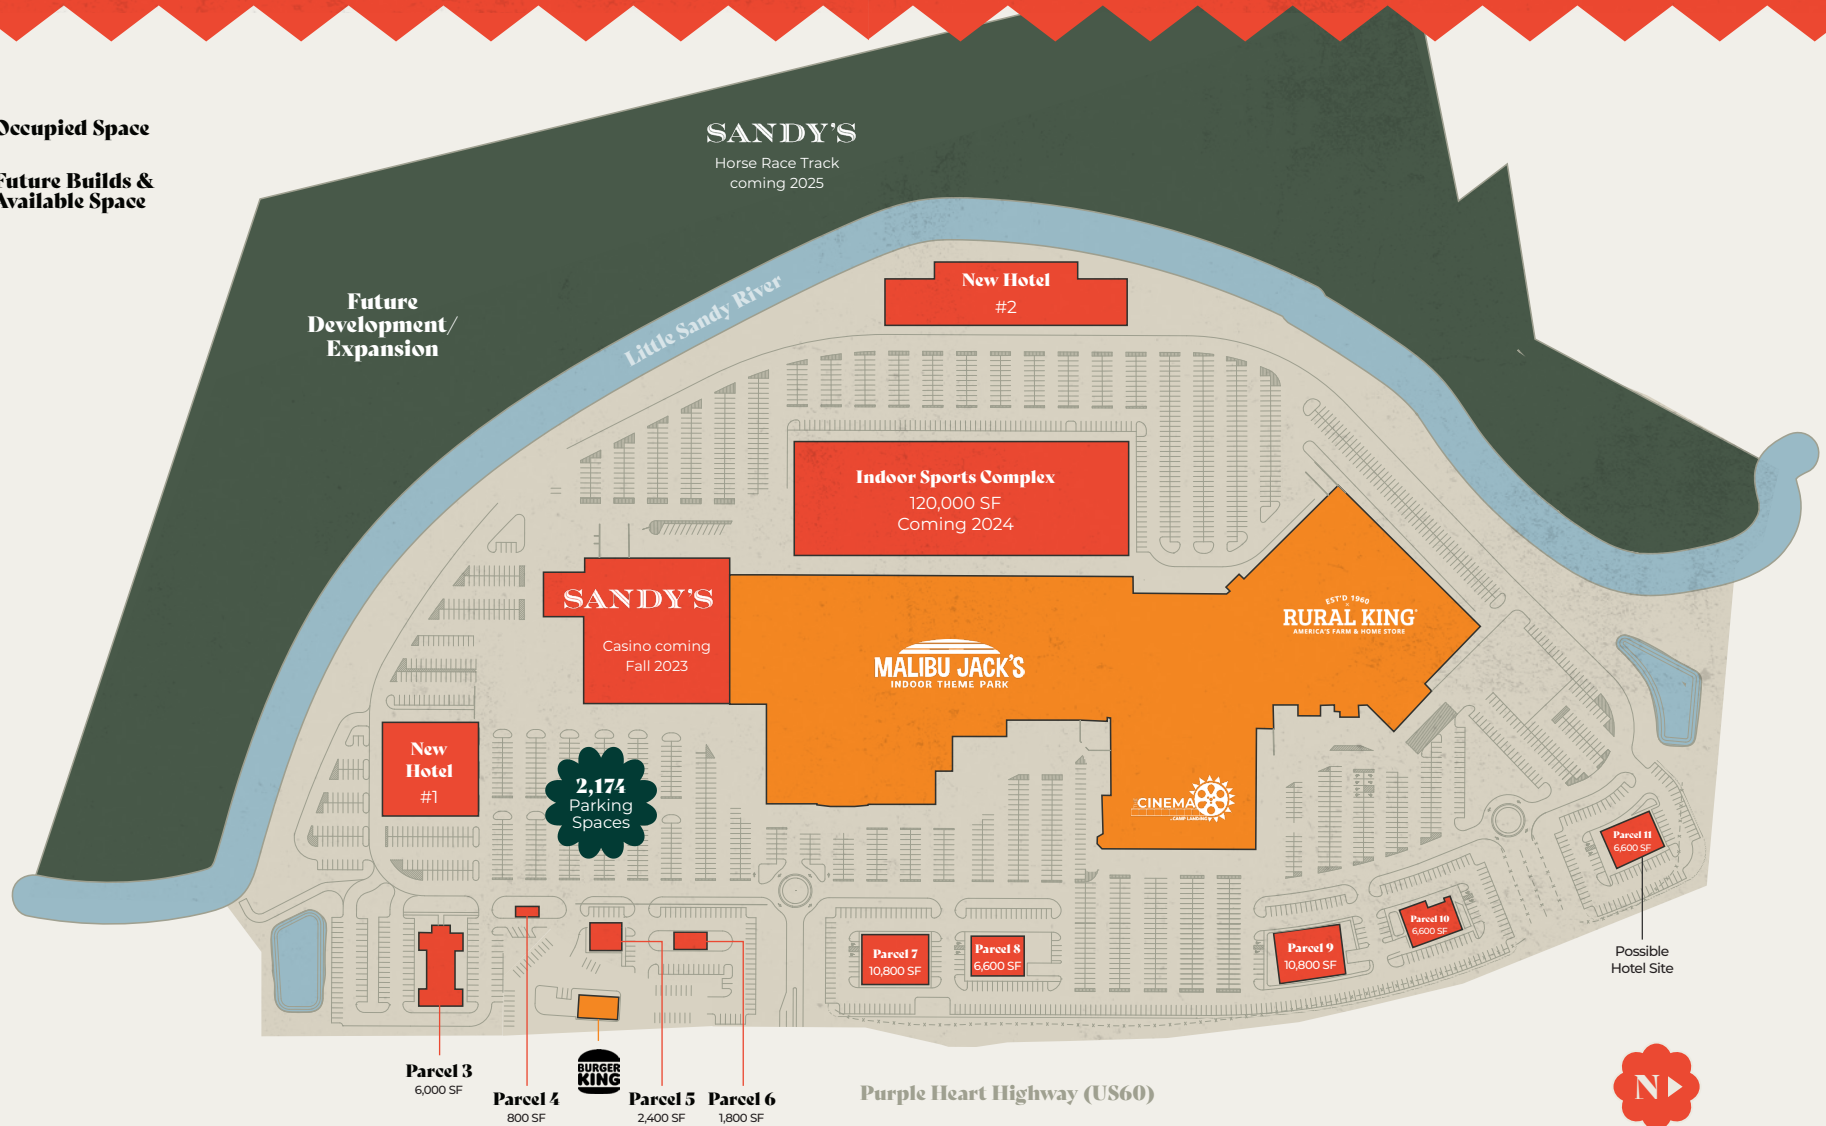 Occupied Space
Future Builds &
Available Space
SANDY'S
Horse Race Track
coming 2025
Future
Development/
Expansion
Little Sandy River
New Hotel
#2
Indoor Sports Complex
120,000 SF
Coming 2024
SANDY'S
Casino coming
Fall 2023
MALIBU JACK'S
INDOOR THEME PARK
EST'D 1960
RURAL KING
AMERICA'S FARM & HOME STORE
New
Hotel
#1
2,174
Parking
Spaces
CINEMA
CAMP LANDING
Parcel 11
6,600 SF
Parcel 10
6,600 SF
Parcel 9
10,800 SF
Parcel 8
6,600 SF
Parcel 7
10,800 SF
Possible
Hotel Site
Parcel 3
6,000 SF
Parcel 4
800 SF
BURGER
KING
Parcel 5
2,400 SF
Parcel 6
1,800 SF
Purple Heart Highway (US60)
N